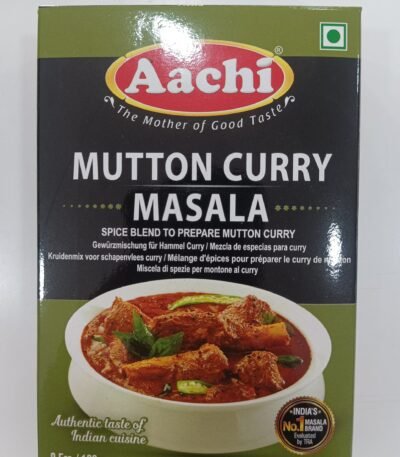 Aachi®
The Mother of Good Taste
MUTTON CURRY
MASALA
SPICE BLEND TO PREPARE MUTTON CURRY
Gewürzmischung für Hammel Curry / Mezcla de especias para curry
Kruidenmix voor schapenvlees curry / Mélange d'épices pour préparer le curry de mouton
Miscela di spezie per montone al curry
Authentic taste of
Indian cuisine
INDIA'S
No.1 MASALA
BRAND
Evaluated
by TRA